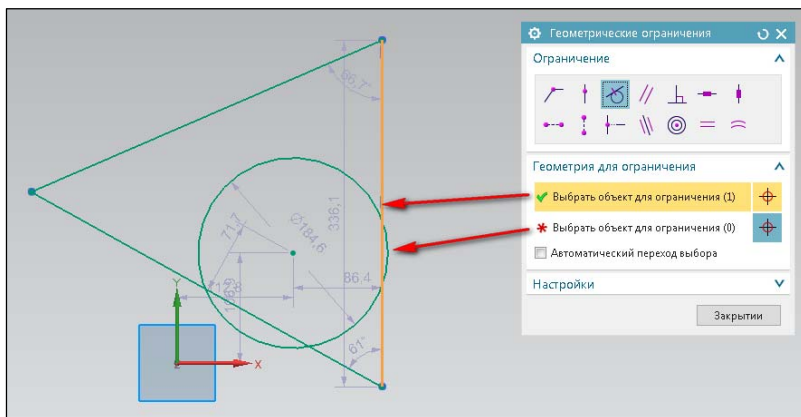 Геометрические ограничения
Ограничение
Геометрия для ограничения
Выбрать объект для ограничения (1)
Выбрать объект для ограничения (0)
Автоматический переход выбора
Настройки
Закрытии
66,7°
336,1
Ø184,6
71,7
86,4
61°
Y
Z
X